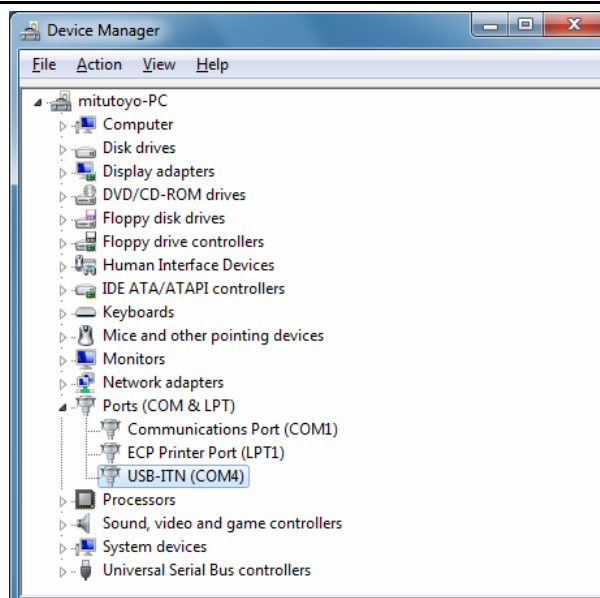 Device Manager
File Action View Help
mitutoyo-PC
Computer
Disk drives
Display adapters
DVD/CD-ROM drives
Floppy disk drives
Floppy drive controllers
Human Interface Devices
IDE ATA/ATAPI controllers
Keyboards
Mice and other pointing devices
Monitors
Network adapters
Ports (COM & LPT)
Communications Port (COM1)
ECP Printer Port (LPT1)
USB-ITN (COM4)
Processors
Sound, video and game controllers
System devices
Universal Serial Bus controllers